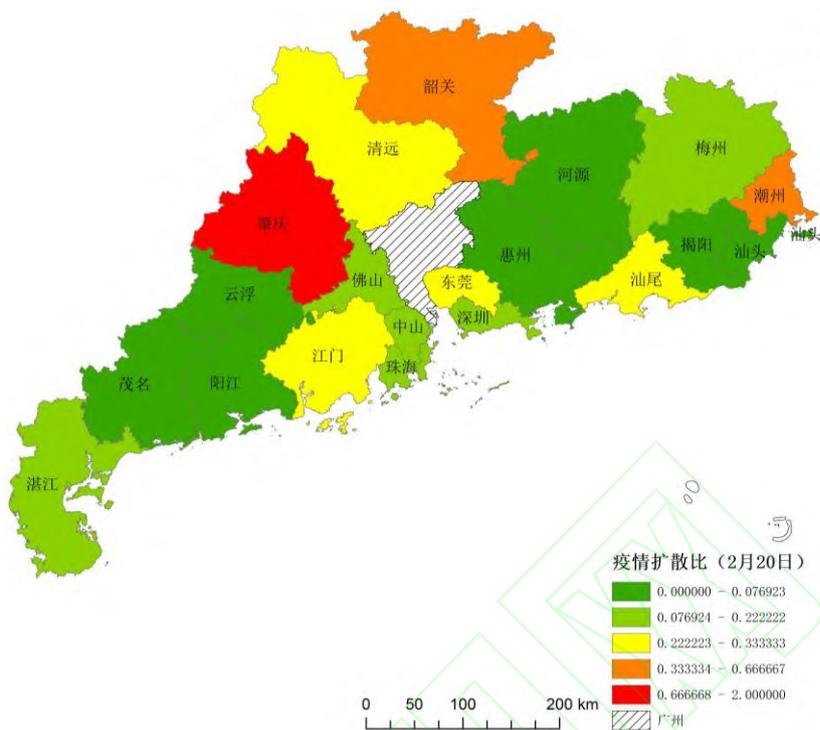 韶关
清远
梅州
河源
潮州
肇庆
汕头
揭阳
汕头
惠州
佛山
东莞
汕尾
云浮
深圳
中山
江门
珠海
茂名
阳江
湛江
疫情扩散比（2月20日）
0.000000 - 0.076923
0.076924 - 0.222222
0.222223 - 0.333333
0.333334 - 0.666667
0.666668 - 2.000000
广州
0 50 100 200 km